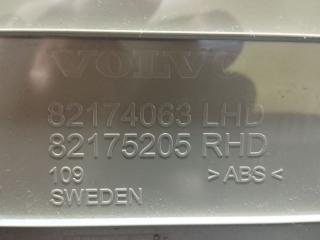 VOLVO
82174063 LHD
82175205 RHD
109 >ABS<
SWEDEN